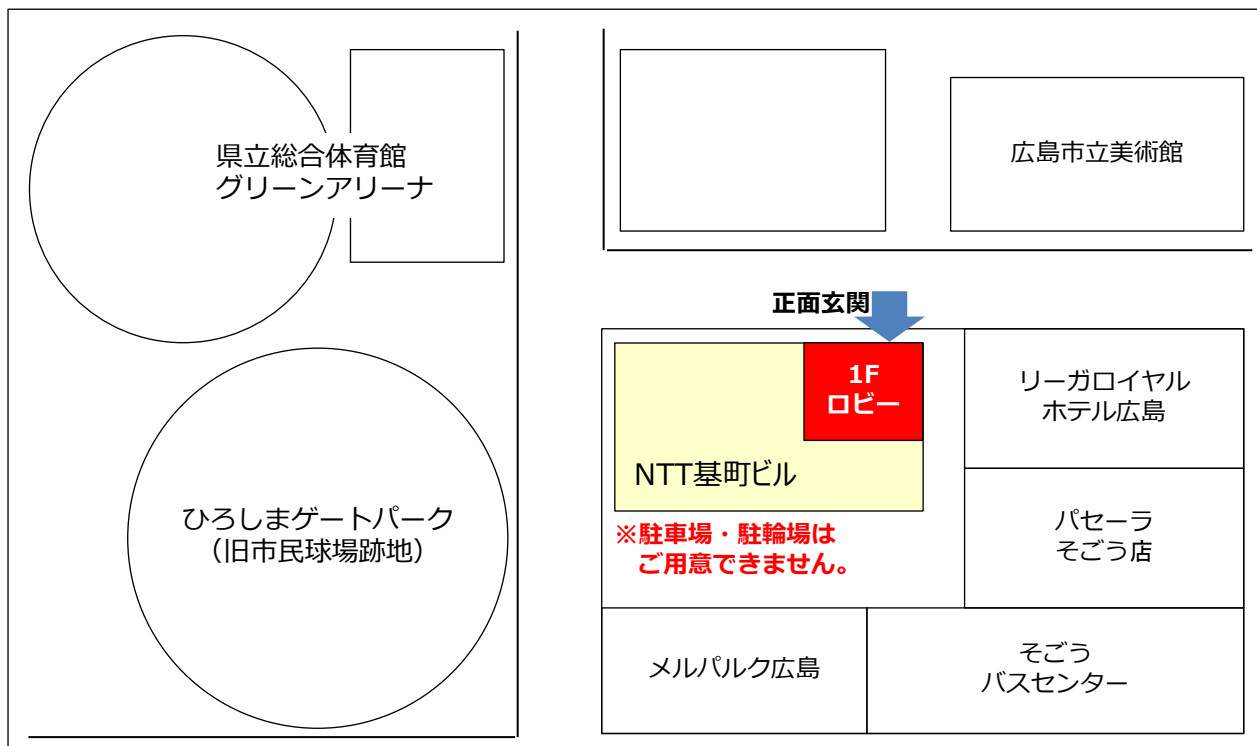 県立総合体育館
グリーンアリーナ
広島市立美術館
正面玄関
1F
ロビー
リーガロイヤル
ホテル広島
NTT基町ビル
ひろしまゲートパーク
（旧市民球場跡地）
※駐車場・駐輪場は
ご用意できません。
パセーラ
そごう店
メルパルク広島
そごう
バスセンター